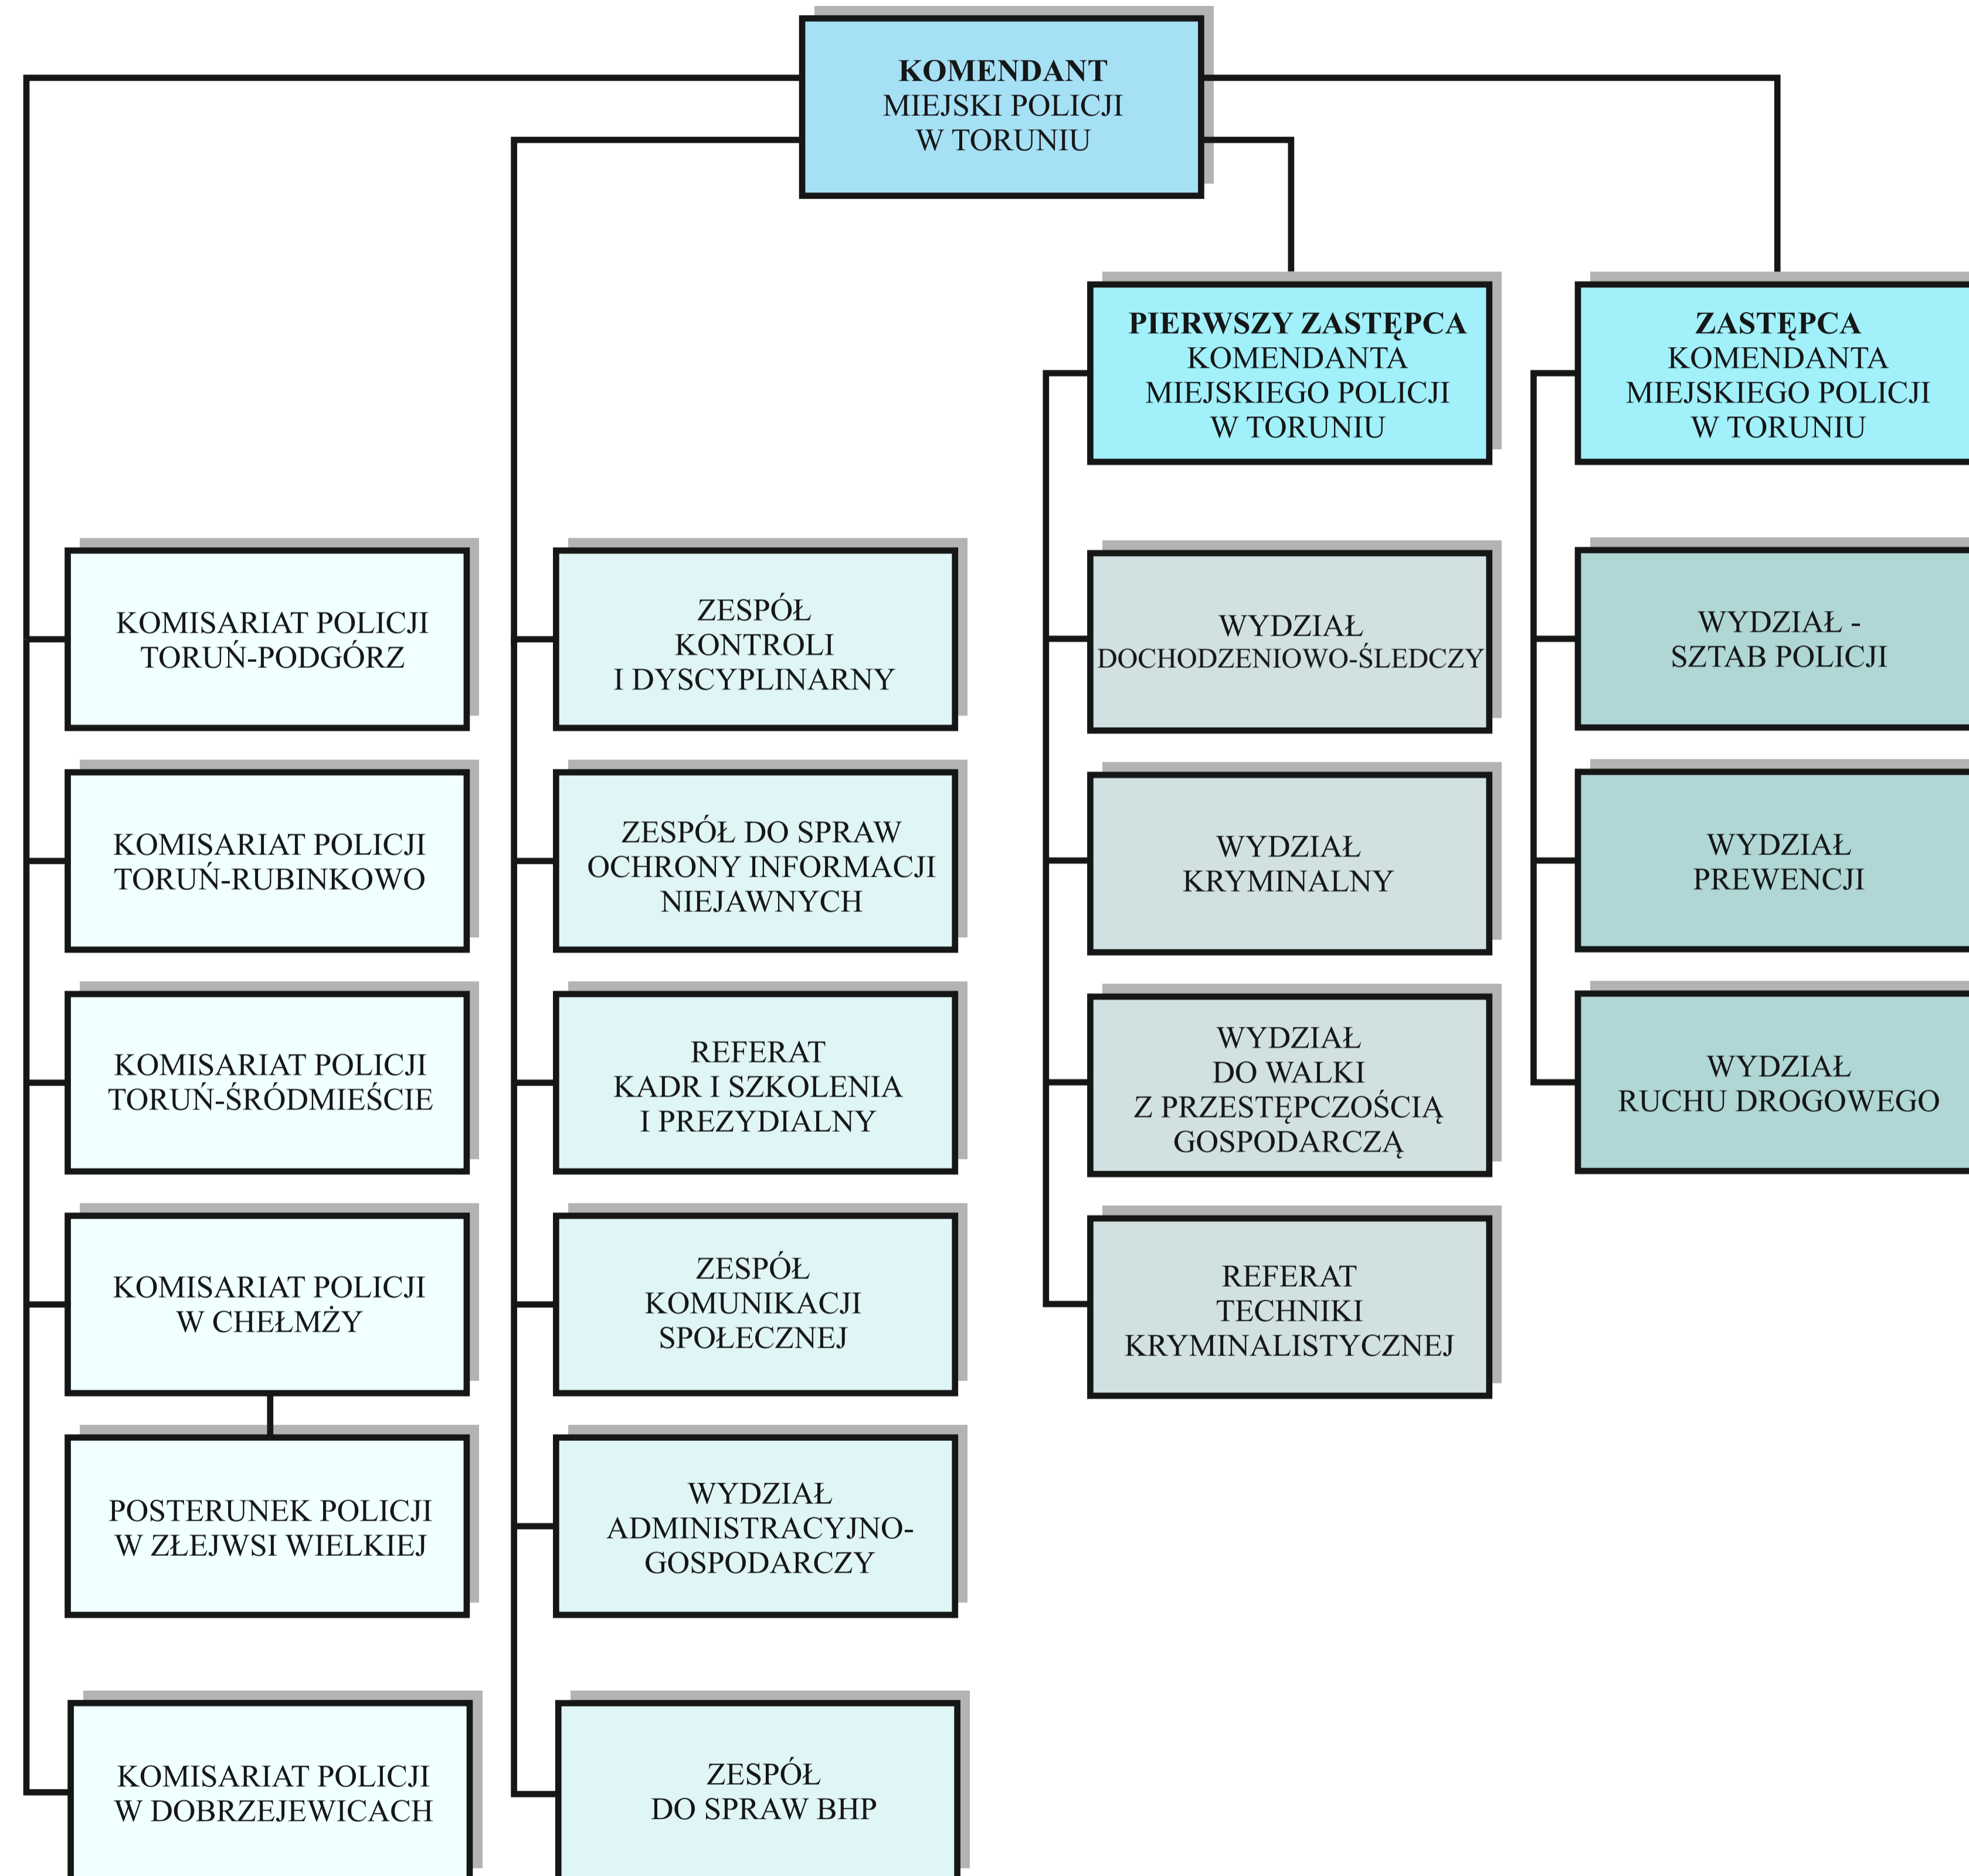 KOMENDANT
MIEJSKI POLICJI
W TORUNIU
PIERWSZY ZASTĘPCA
KOMENDANTA
MIEJSKIEGO POLICJI
W TORUNIU
ZASTĘPCA
KOMENDANTA
MIEJSKIEGO POLICJI
W TORUNIU
KOMISARIAT POLICJI
TORUŃ-PODGÓRZ
KOMISARIAT POLICJI
TORUŃ-RUBINKOWO
KOMISARIAT POLICJI
TORUŃ-ŚRÓDMIEŚCIE
KOMISARIAT POLICJI
W CHEŁMŻY
POSTERUNEK POLICJI
W ZŁEJWSI WIELKIEJ
KOMISARIAT POLICJI
W DOBRZEJEWICACH
ZESPÓŁ
KONTROLI
I DYSCYPLINARNY
ZESPÓŁ DO SPRAW
OCHRONY INFORMACJI
NIEJAWNYCH
REFERAT
KADR I SZKOLENIA
I PREZYDIALNY
ZESPÓŁ
KOMUNIKACJI
SPOŁECZNEJ
WYDZIAŁ
ADMINISTRACYJNO-
GOSPODARCZY
ZESPÓŁ
DO SPRAW BHP
WYDZIAŁ
DOCHODZENIOWO-ŚLEDCZY
WYDZIAŁ
KRYMINALNY
WYDZIAŁ
DO WALKI
Z PRZESTĘPCZOŚCIĄ
GOSPODARCZĄ
REFERAT
TECHNIKI
KRYMINALISTYCZNEJ
WYDZIAŁ -
SZTAB POLICJI
WYDZIAŁ
PREWENCJI
WYDZIAŁ
RUCHU DROGOWEGO